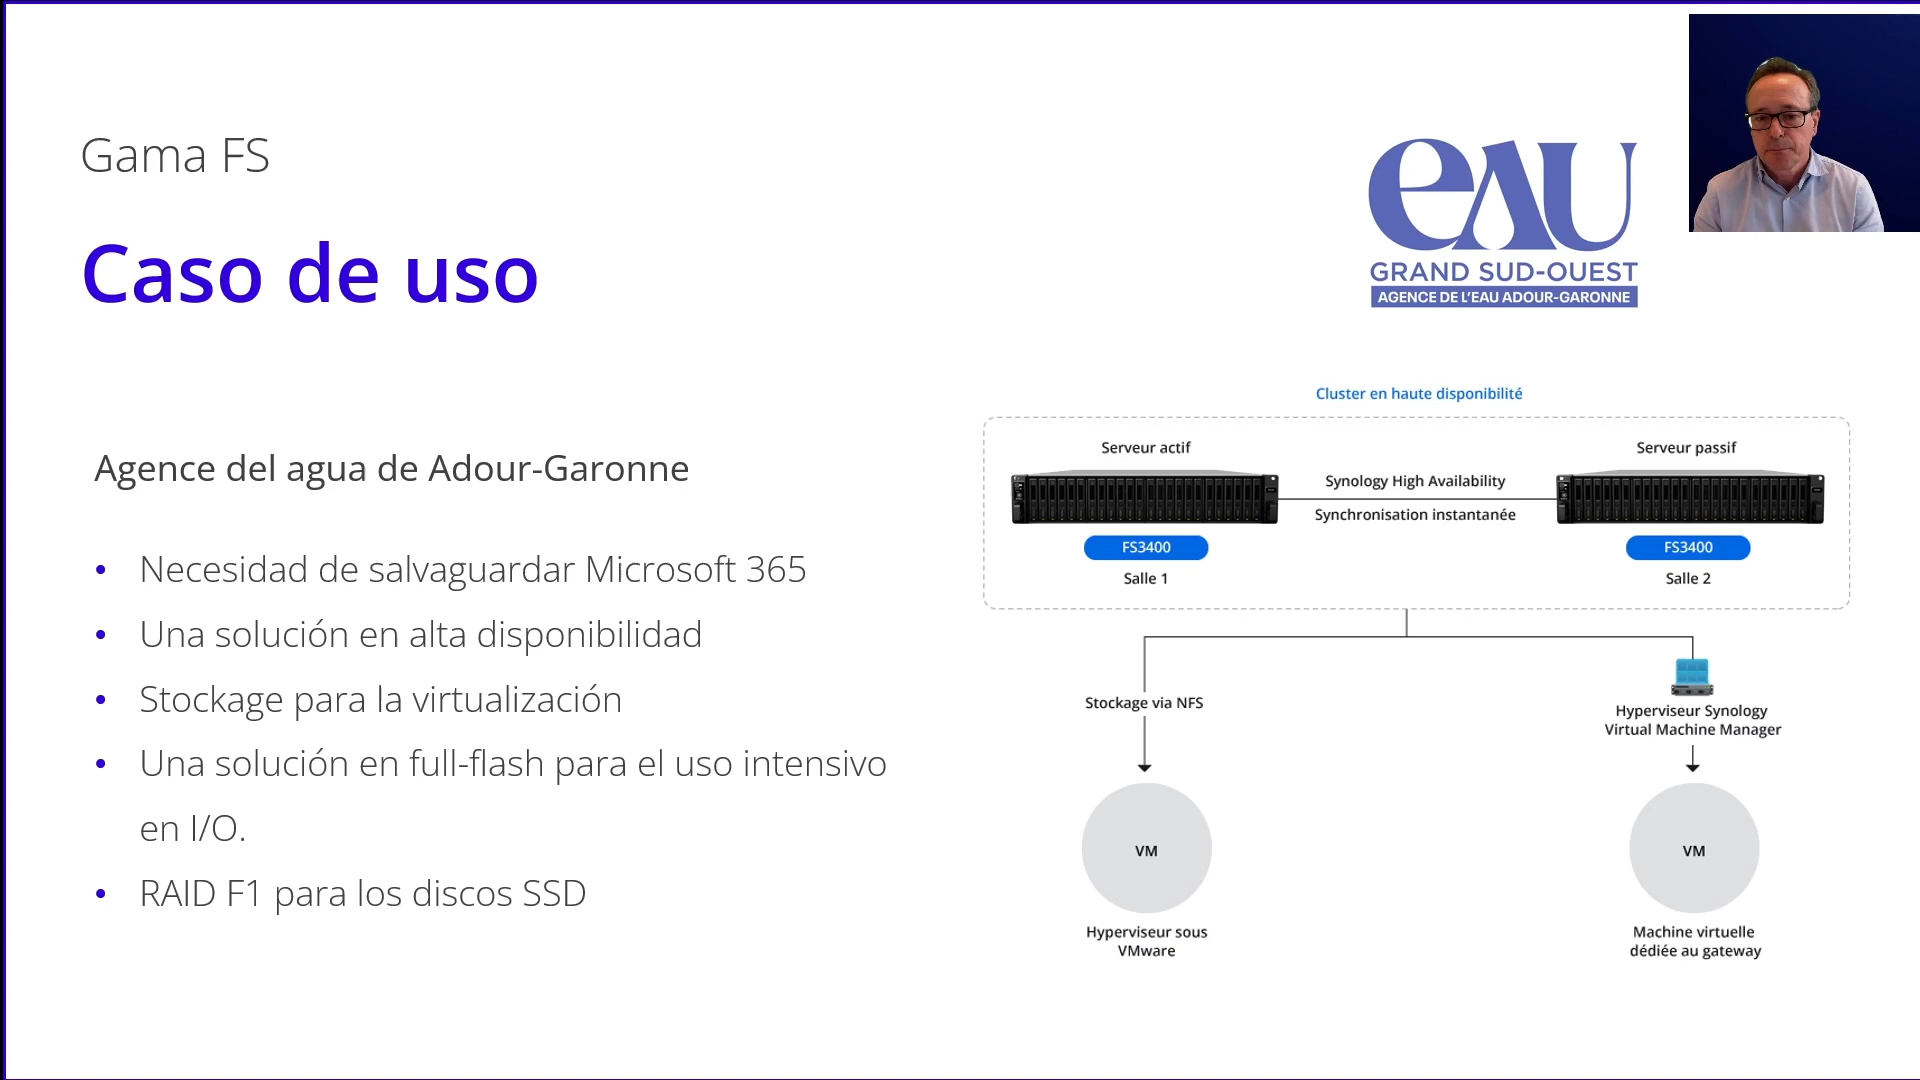 Gama FS
Caso de uso
eau
GRAND SUD-OUEST
AGENCE DE L'EAU ADOUR-GARONNE
Agence del agua de Adour-Garonne
• Necesidad de salvaguardar Microsoft 365
• Una solución en alta disponibilidad
• Stockage para la virtualización
• Una solución en full-flash para el uso intensivo
en I/O.
• RAID F1 para los discos SSD
Cluster en haute disponibilité
Serveur actif
Serveur passif
Synology High Availability
Synchronisation instantanée
FS3400
FS3400
Salle 1
Salle 2
Stockage via NFS
Hyperviseur Synology
Virtual Machine Manager
VM
VM
Hyperviseur sous
VMware
Machine virtuelle
dédiée au gateway